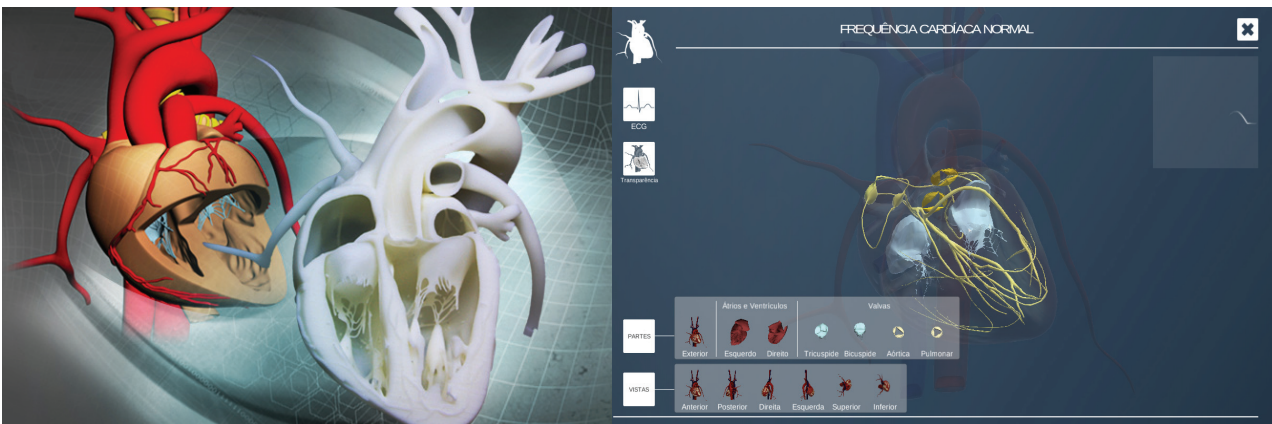 FREQUÊNCIA CARDÍACA NORMAL
ECG
Transparência
PARTES
Átrios e Ventrículos
Valvas
Exterior
Esquerdo
Direito
Tricuspide
Bicuspide
Aórtica
Pulmonar
VISTAS
Anterior
Posterior
Direita
Esquerda
Superior
Inferior